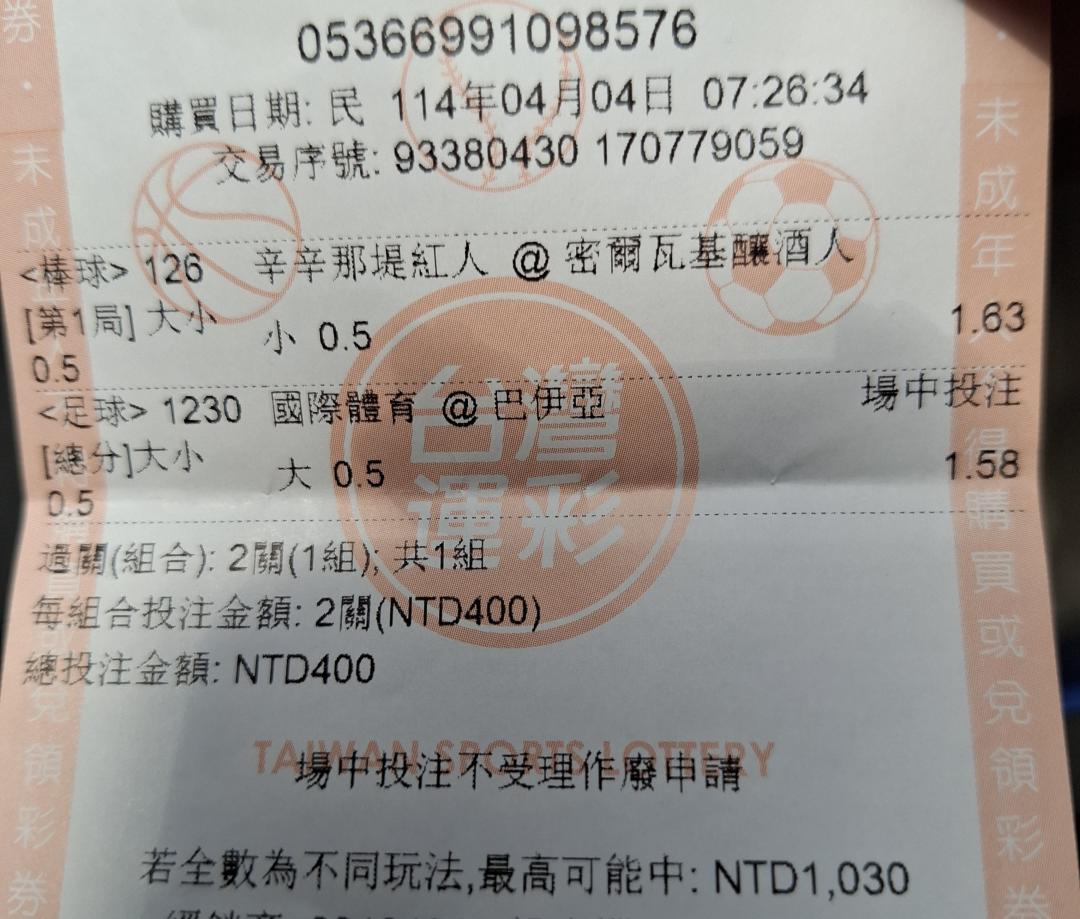 05366991098576
購買日期: 民 114年04月04日 07:26:34
交易序號: 93380430 170779059
<棒球> 126 辛辛那堤紅人 @ 密爾瓦基釀酒人
[第1局] 大小 小 0.5 1.63
0.5
<足球> 1230 國際體育 @ 巴伊亞 場中投注
[總分]大小 大 0.5 1.58
0.5
過關(組合): 2關(1組); 共1組
每組合投注金額: 2關(NTD400)
總投注金額: NTD400
TAIWAN SPORTS LOTTERY
場中投注不受理作廢申請
若全數為不同玩法,最高可能中: NTD1,030
台灣
運彩
未成年
得購買或兌領彩券
券·未成
兌領彩券